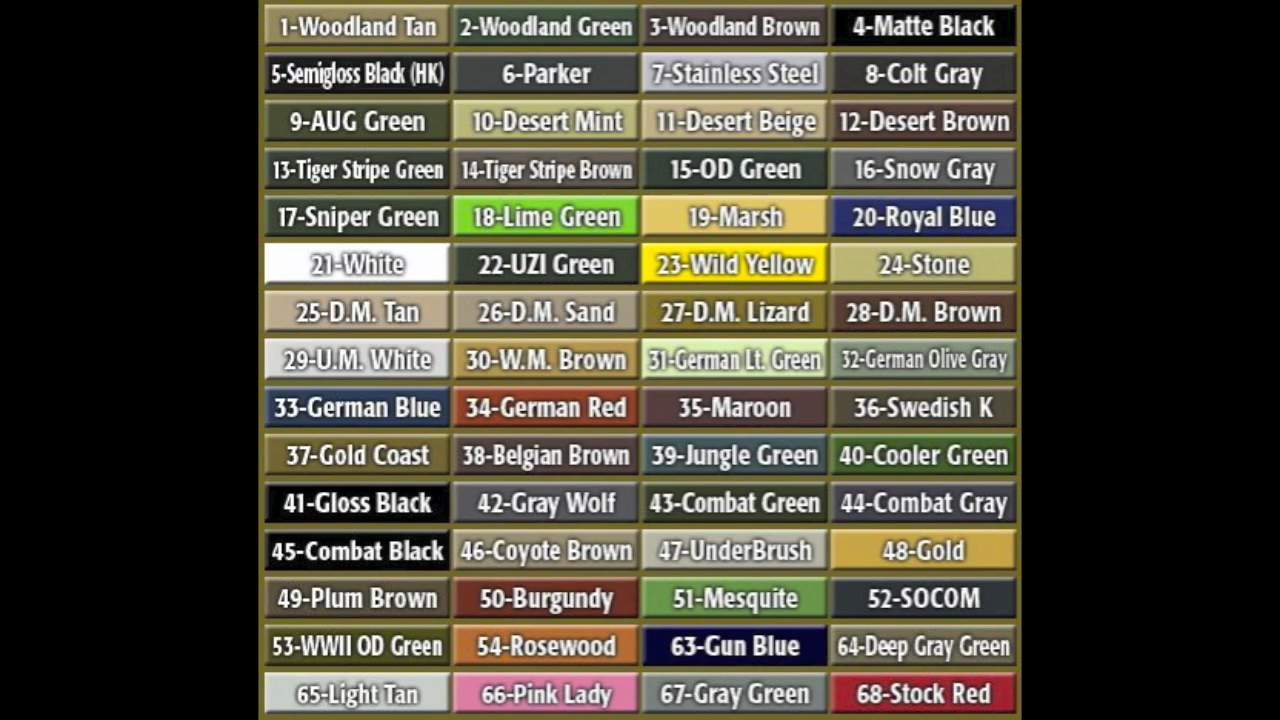 1-Woodland Tan 2-Woodland Green 3-Woodland Brown 4-Matte Black
5-Semigloss Black (HK) 6-Parker 7-Stainless Steel 8-Colt Gray
9-AUG Green 10-Desert Mint 11-Desert Beige 12-Desert Brown
13-Tiger Stripe Green 14-Tiger Stripe Brown 15-OD Green 16-Snow Gray
17-Sniper Green 18-Lime Green 19-Marsh 20-Royal Blue
21-White 22-UZI Green 23-Wild Yellow 24-Stone
25-D.M. Tan 26-D.M. Sand 27-D.M. Lizard 28-D.M. Brown
29-U.M. White 30-W.M. Brown 31-German Lt. Green 32-German Olive Gray
33-German Blue 34-German Red 35-Maroon 36-Swedish K
37-Gold Coast 38-Belgian Brown 39-Jungle Green 40-Cooler Green
41-Gloss Black 42-Gray Wolf 43-Combat Green 44-Combat Gray
45-Combat Black 46-Coyote Brown 47-UnderBrush 48-Gold
49-Plum Brown 50-Burgundy 51-Mesquite 52-SOCOM
53-WWII OD Green 54-Rosewood 63-Gun Blue 64-Deep Gray Green
65-Light Tan 66-Pink Lady 67-Gray Green 68-Stock Red